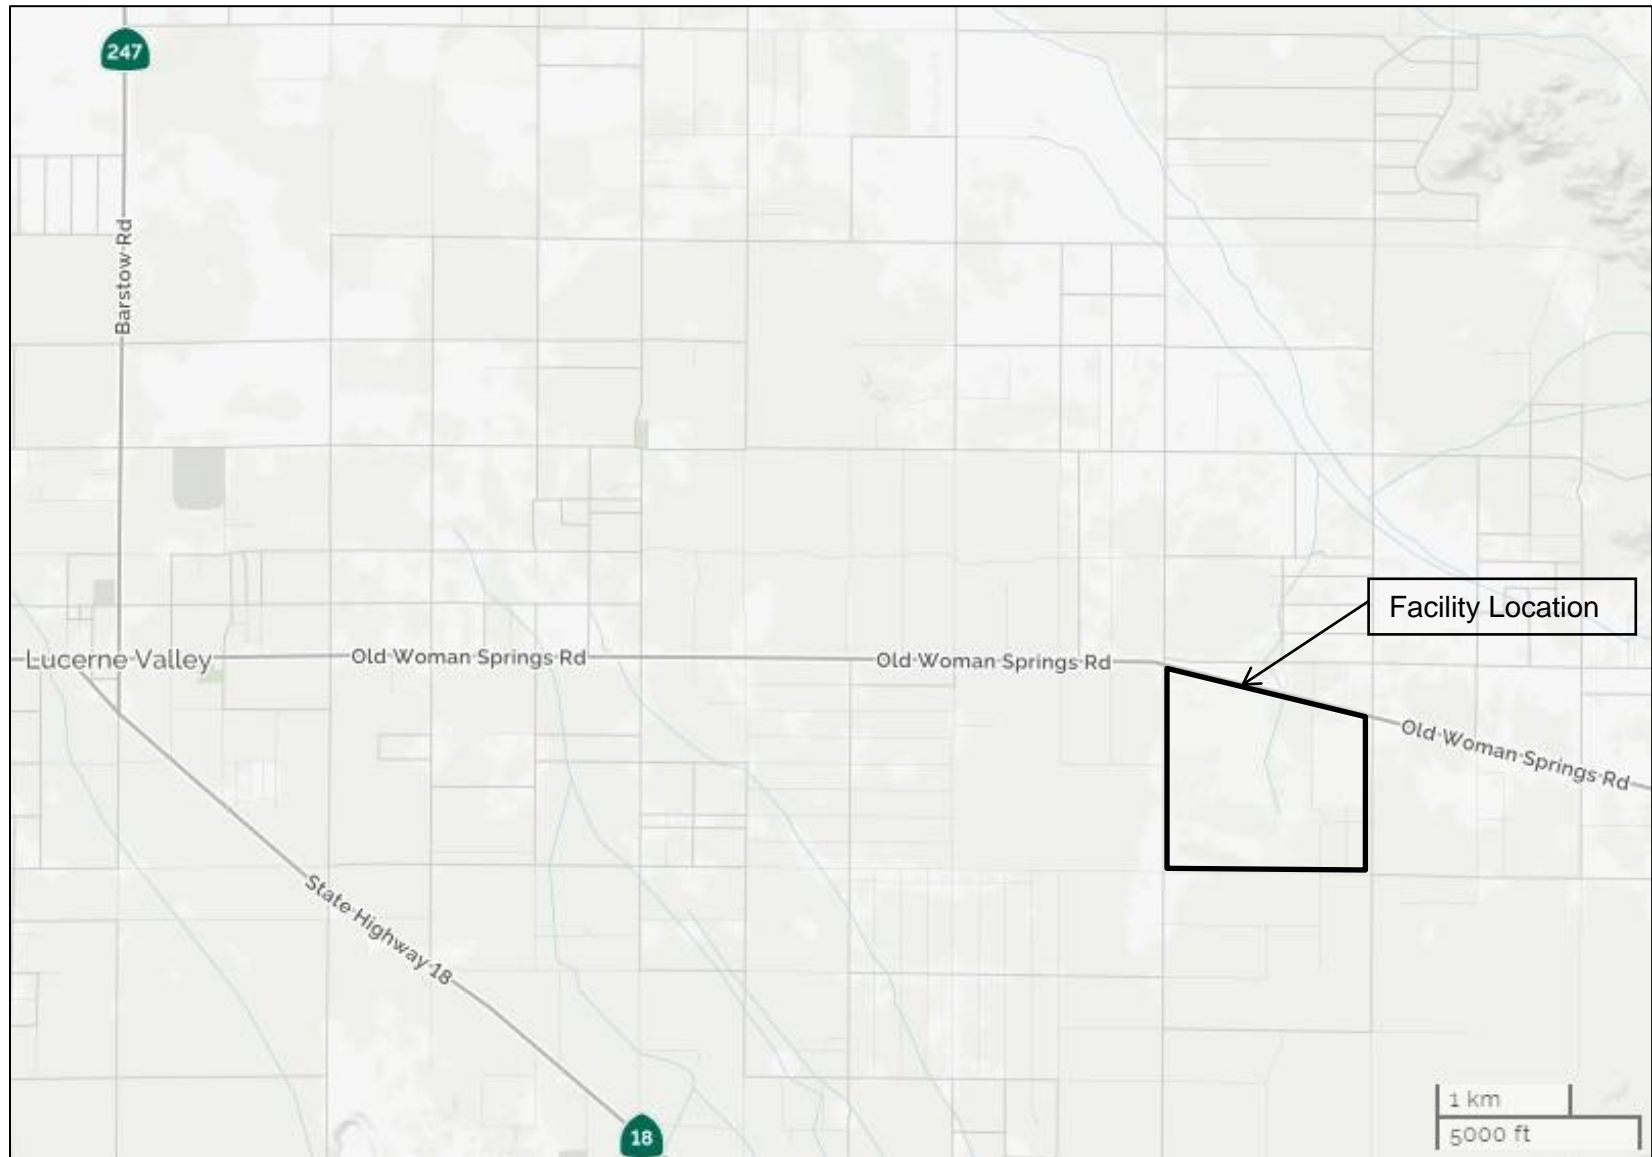 247
Barstow Rd
Facility Location
Lucerne Valley
Old Woman Springs Rd
Old Woman Springs Rd
Old Woman Springs Rd
State Highway 18
18
1 km
5000 ft